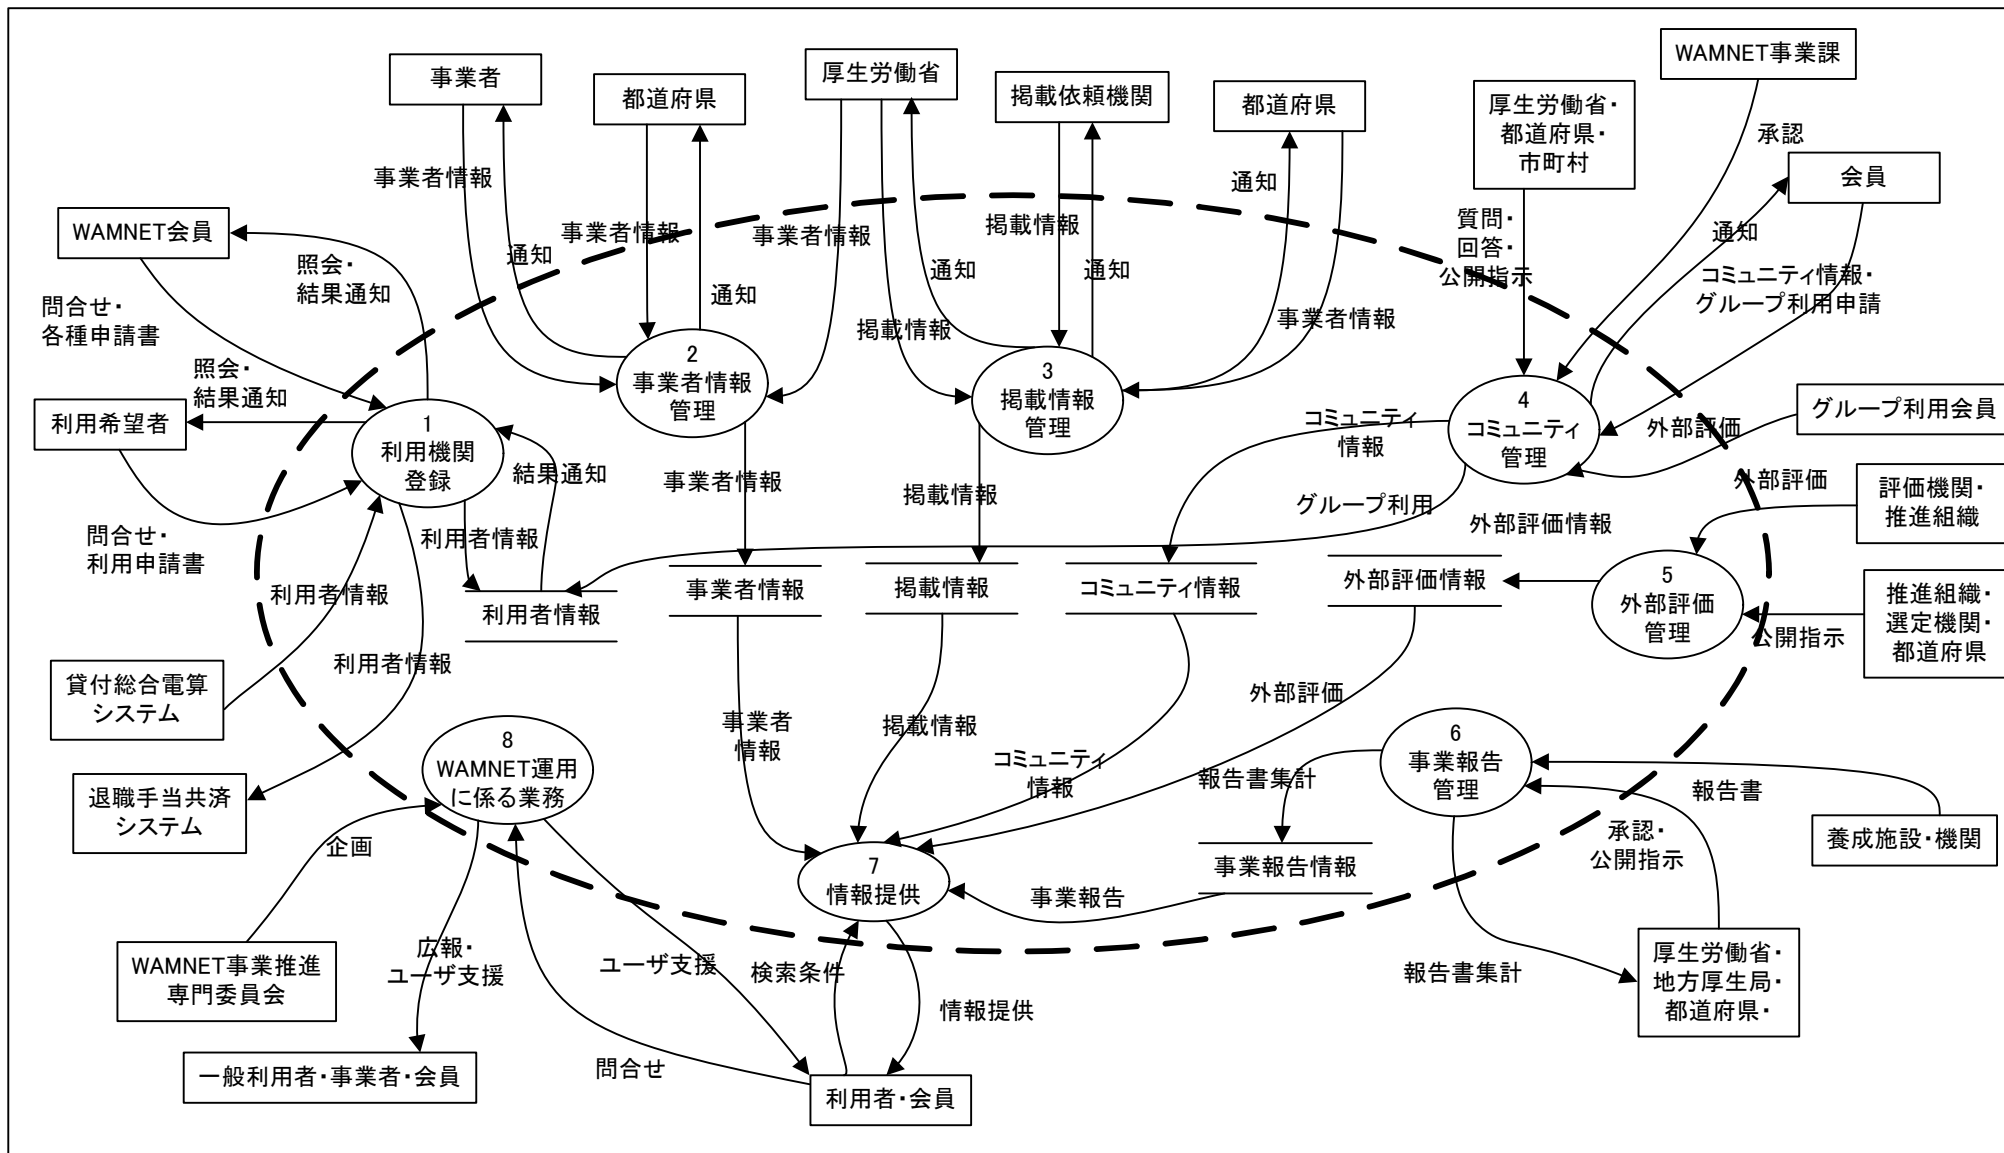 事業者
都道府県
厚生労働省
掲載依頼機関
都道府県
厚生労働省・
都道府県・
市町村
WAMNET事業課
承認
会員
事業者情報
通知
事業者情報
通知
事業者情報
通知
掲載情報
掲載情報
通知
通知
事業者情報
質問・
回答・
公開指示
通知
コミュニティ情報・
グループ利用申請
WAMNET会員
照会・
結果通知
問合せ・
各種申請書
照会・
結果通知
利用希望者
問合せ・
利用申請書
1
利用機関
登録
2
事業者情報
管理
3
掲載情報
管理
4
コミュニティ
管理
グループ利用会員
外部評価
外部評価
評価機関・
推進組織
結果通知
利用者情報
事業者情報
掲載情報
コミュニティ
情報
グループ利用
外部評価情報
利用者情報
利用者情報
事業者情報
掲載情報
コミュニティ情報
外部評価情報
5
外部評価
管理
推進組織・
選定機関・
都道府県
公開指示
利用者情報
貸付総合電算
システム
退職手当共済
システム
8
WAMNET運用
に係る業務
事業者
情報
掲載情報
コミュニティ
情報
外部評価
報告書集計
6
事業報告
管理
報告書
養成施設・機関
承認・
公開指示
企画
7
情報提供
事業報告情報
事業報告
WAMNET事業推進
専門委員会
広報・
ユーザ支援
ユーザ支援
検索条件
情報提供
報告書集計
厚生労働省・
地方厚生局・
都道府県・
一般利用者・事業者・会員
問合せ
利用者・会員